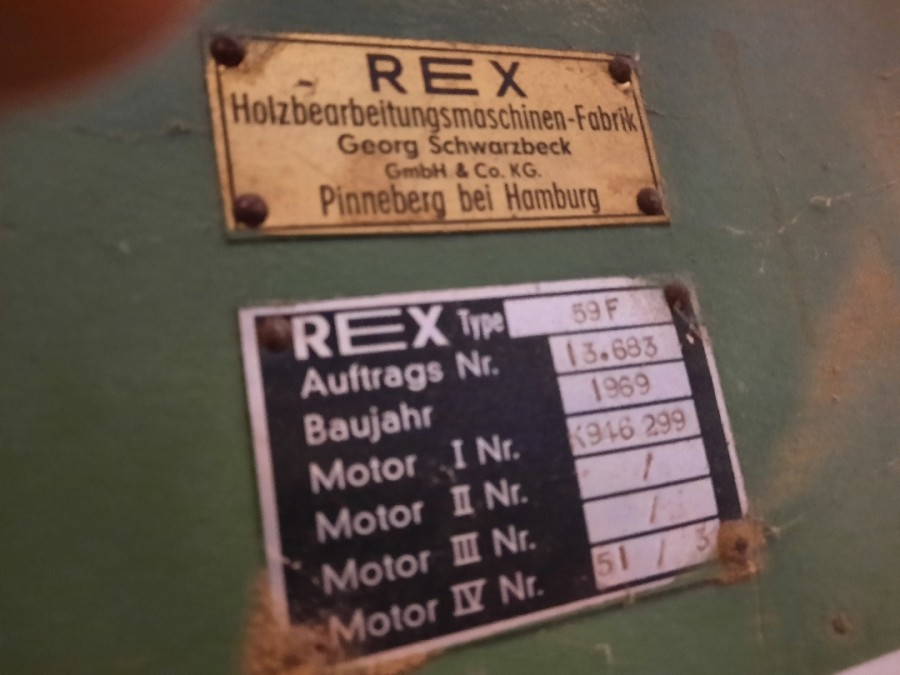 REX
Holzbearbeitungsmaschinen-Fabrik
Georg Schwarzbeck
GmbH & Co. KG.
Pinneberg bei Hamburg
REX Type 59F
Auftrags Nr. 13.683
Baujahr 1969
Motor I Nr. K946 299
Motor II Nr. /
Motor III Nr. /
Motor IV Nr. 51 / 3